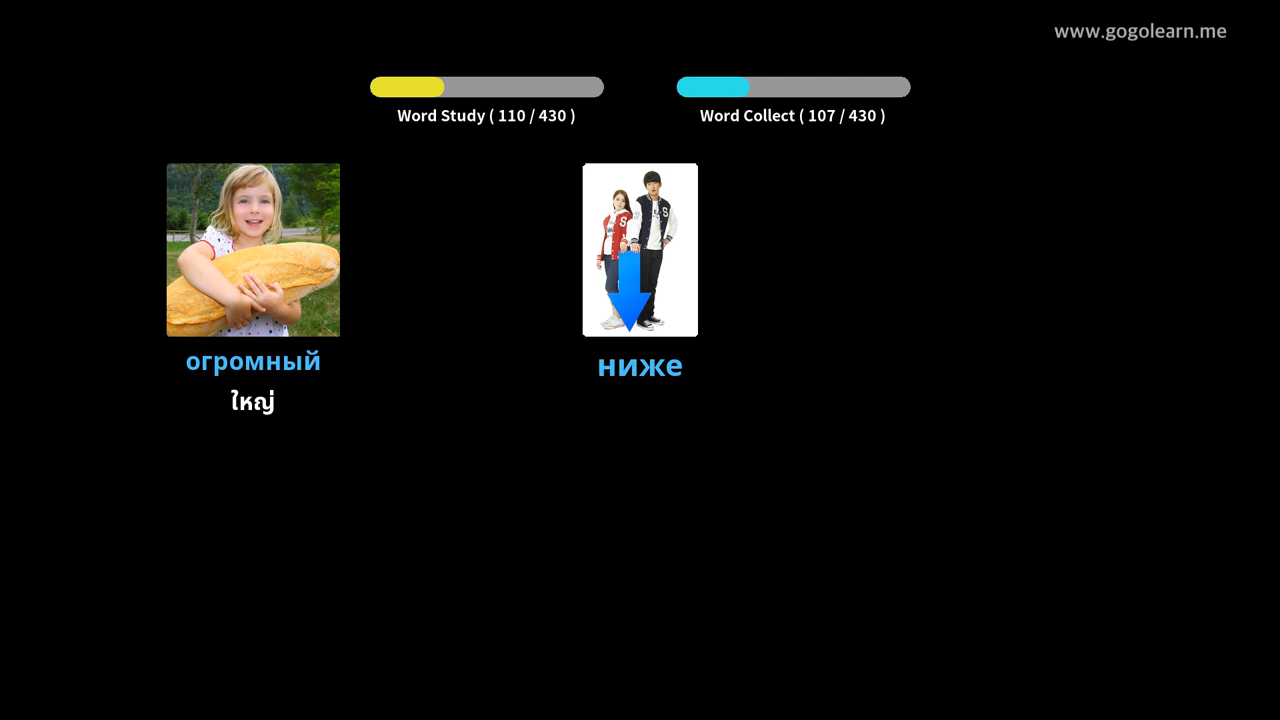 www.gogolearn.me
Word Study ( 110 / 430 )
Word Collect ( 107 / 430 )
огромный
ใหญ่
ниже
S
S